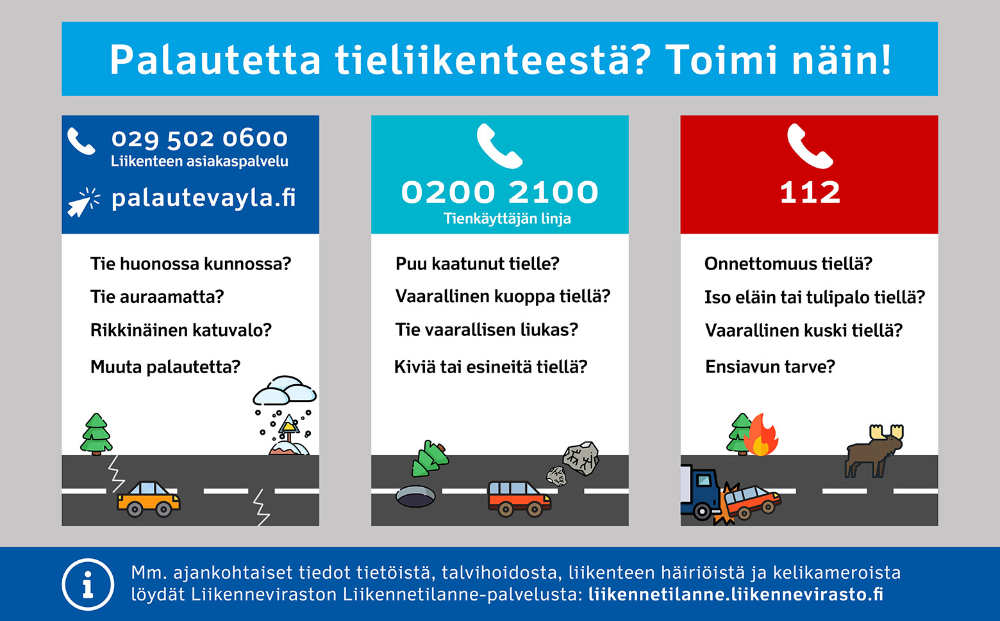 Palautetta tieliikenteestä? Toimi näin!
029 502 0600
Liikenteen asiakaspalvelu
palautevayla.fi
Tie huonossa kunnossa?
Tie auraamatta?
Rikkinäinen katuvalo?
Muuta palautetta?
0200 2100
Tienkäyttäjän linja
Puu kaatunut tielle?
Vaarallinen kuoppa tiellä?
Tie vaarallisen liukas?
Kiviä tai esineitä tiellä?
112
Onnettomuus tiellä?
Iso eläin tai tulipalo tiellä?
Vaarallinen kuski tiellä?
Ensiavun tarve?
Mm. ajankohtaiset tiedot tietöistä, talvihoidosta, liikenteen häiriöistä ja kelikameroista
löydät Liikenneviraston Liikennetilanne-palvelusta: liikennetilanne.liikennevirasto.fi